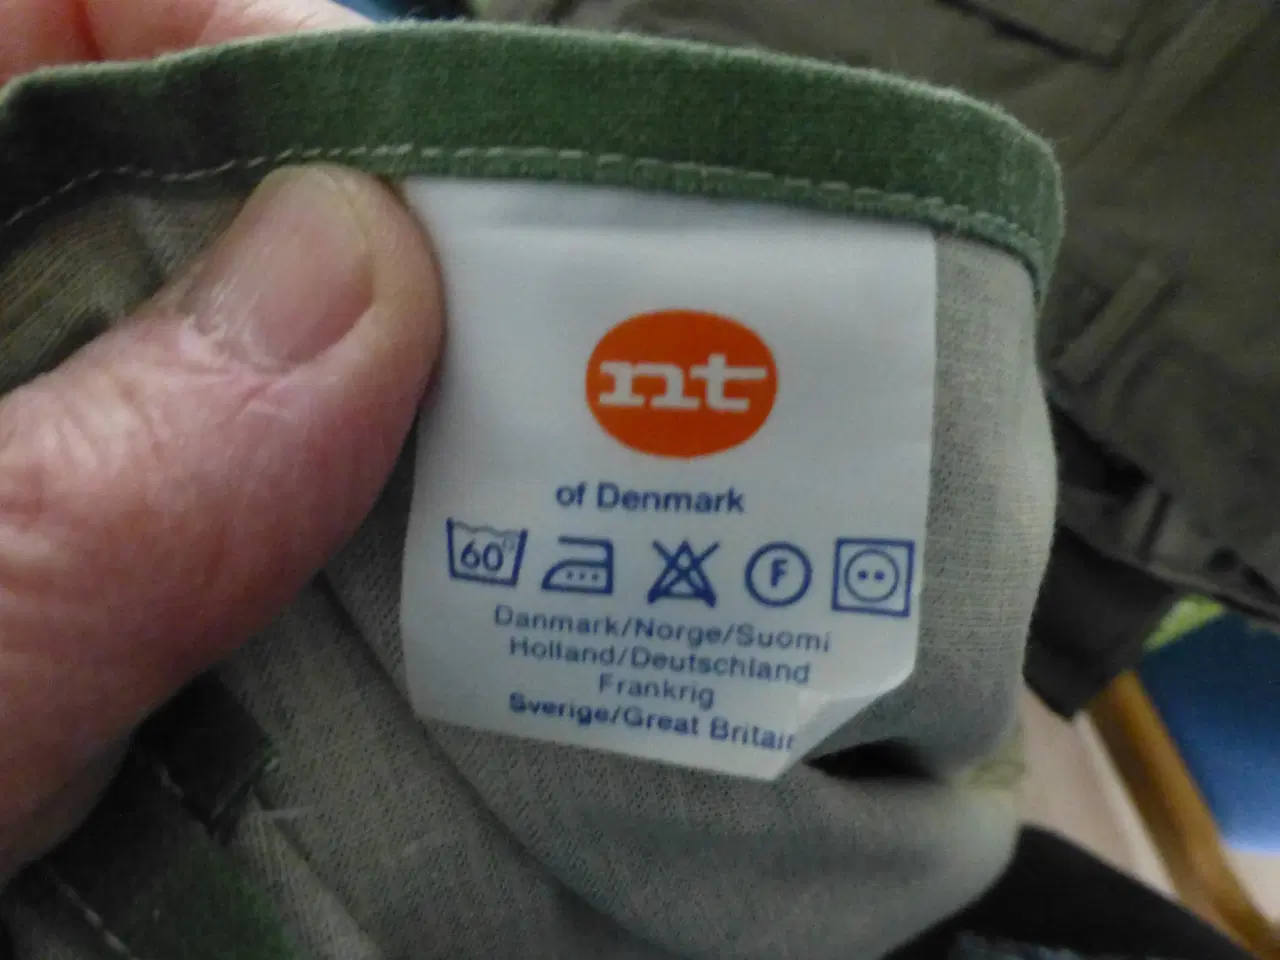 nt
of Denmark
60° F
Danmark/Norge/Suomi
Holland/Deutschland
Frankrig
Sverige/Great Britain